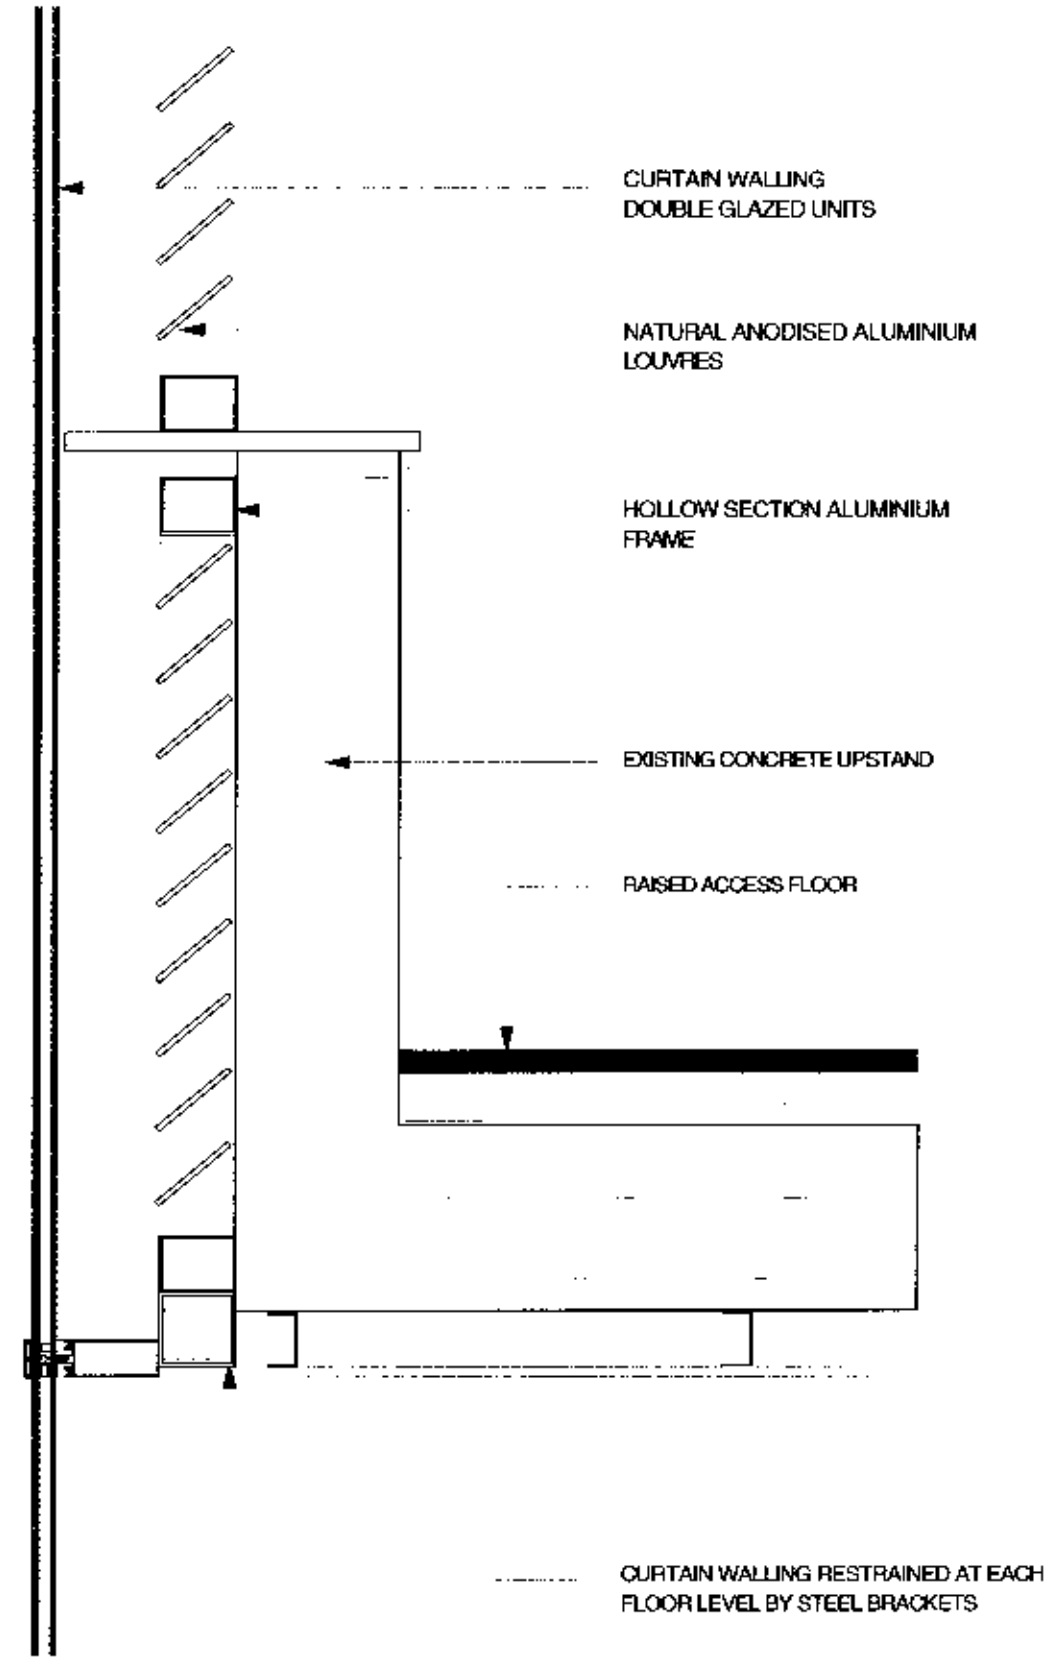 CURTAIN WALLING
DOUBLE GLAZED UNITS
NATURAL ANODISED ALUMINIUM
LOUVRES
HOLLOW SECTION ALUMINIUM
FRAME
EXISTING CONCRETE UPSTAND
RAISED ACCESS FLOOR
CURTAIN WALLING RESTRAINED AT EACH
FLOOR LEVEL BY STEEL BRACKETS